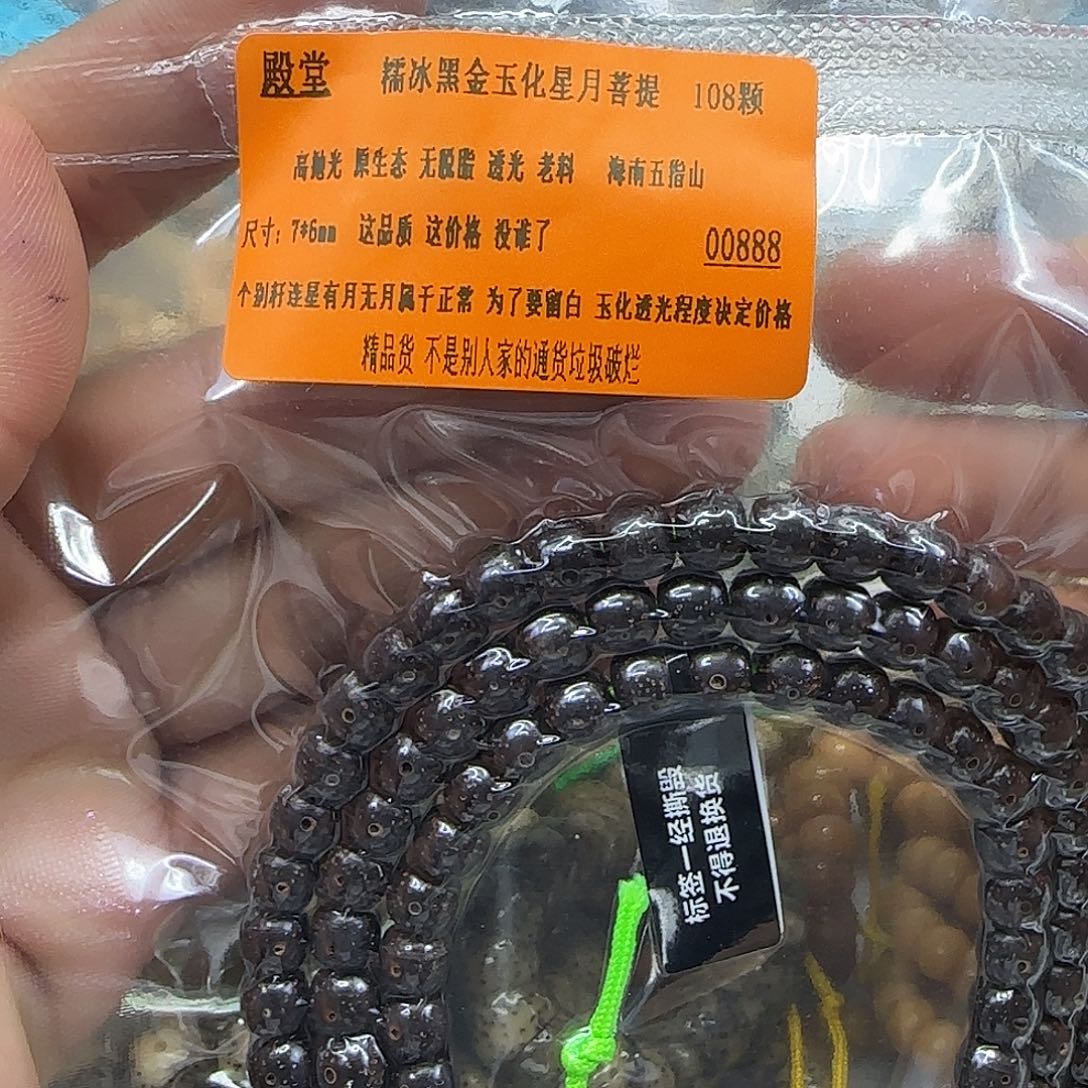 殿堂 糯冰黑金玉化星月菩提 108颗
高抛光 原生态 无脱脂 透光 老料 海南五指山
尺寸：7*6mm 这品质 这价格 没谁了 00888
个别籽连星有月无月属于正常 为了要留白 玉化透光程度决定价格
精品货 不是别人家的通货垃圾破烂
标签一经撕毁
不得退换货